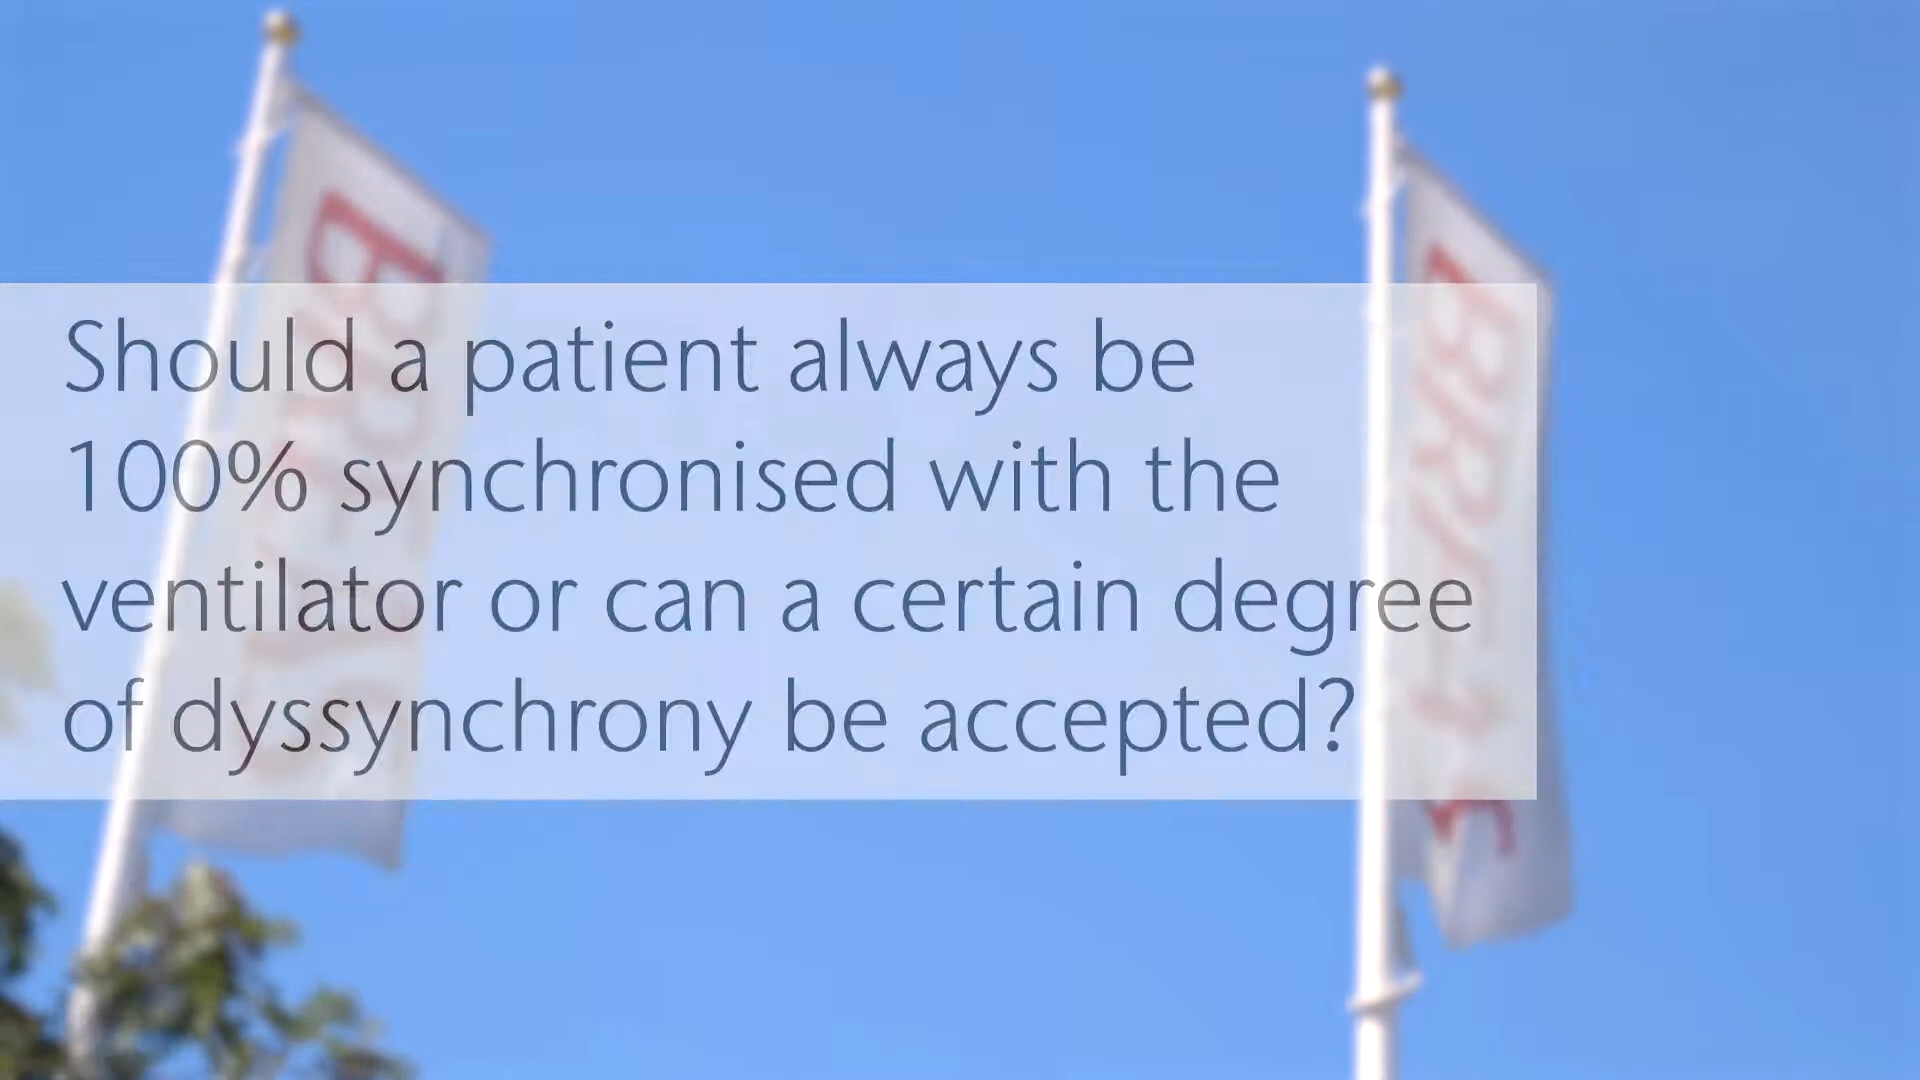 Should a patient always be
100% synchronised with the
ventilator or can a certain degree
of dyssynchrony be accepted?